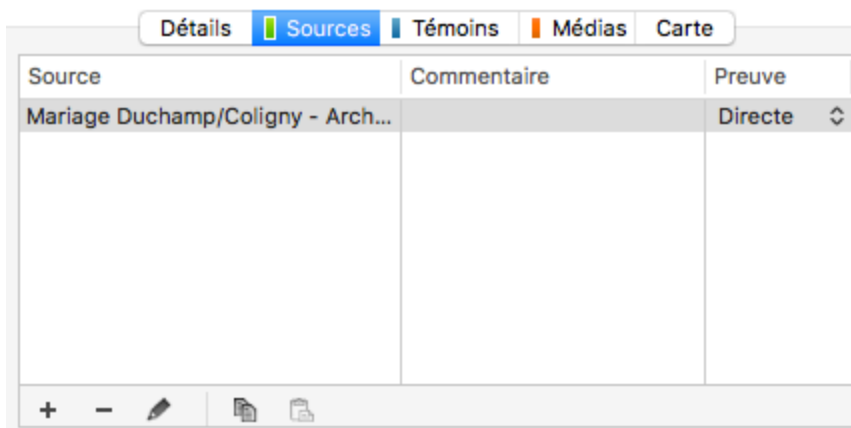 Détails Sources Témoins Médias Carte
Source Commentaire Preuve
Mariage Duchamp/Coligny - Arch... Directe